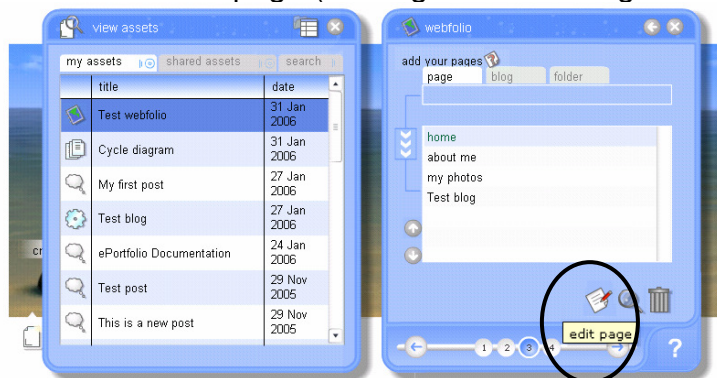 view assets
my assets shared assets search
title date
Test webfolio 31 Jan 2006
Cycle diagram 31 Jan 2006
My first post 27 Jan 2006
Test blog 27 Jan 2006
ePortfolio Documentation 24 Jan 2006
Test post 29 Nov 2005
This is a new post 29 Nov 2005
cr
webfolio
add your pages
page blog folder
home
about me
my photos
Test blog
edit page
1 2 3 4
?